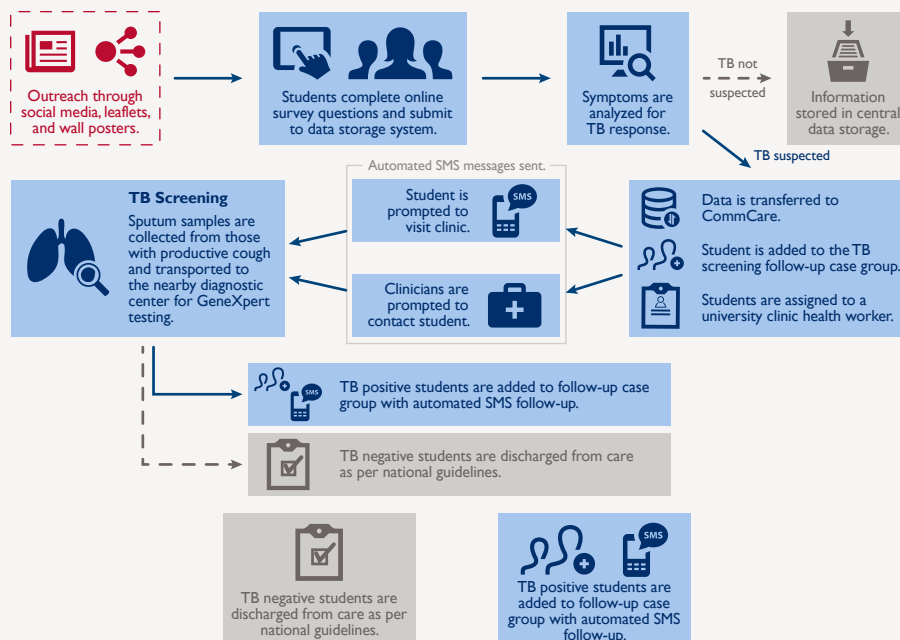 Outreach through
social media, leaflets,
and wall posters.
Students complete online
survey questions and submit
to data storage system.
Symptoms are
analyzed for
TB response.
TB not
suspected
Information
stored in central
data storage.
TB suspected
Data is transferred to
CommCare.
Student is added to the TB
screening follow-up case group.
Students are assigned to a
university clinic health worker.
Automated SMS messages sent.
Student is
prompted to
visit clinic.
SMS
Clinicians are
prompted to
contact student.
TB Screening
Sputum samples are
collected from those
with productive cough
and transported to
the nearby diagnostic
center for GeneXpert
testing.
SMS
TB positive students are added to follow-up case
group with automated SMS follow-up.
TB negative students are discharged from care
as per national guidelines.
TB negative students are
discharged from care as per
national guidelines.
SMS
TB positive students are
added to follow-up case
group with automated SMS
follow-up.